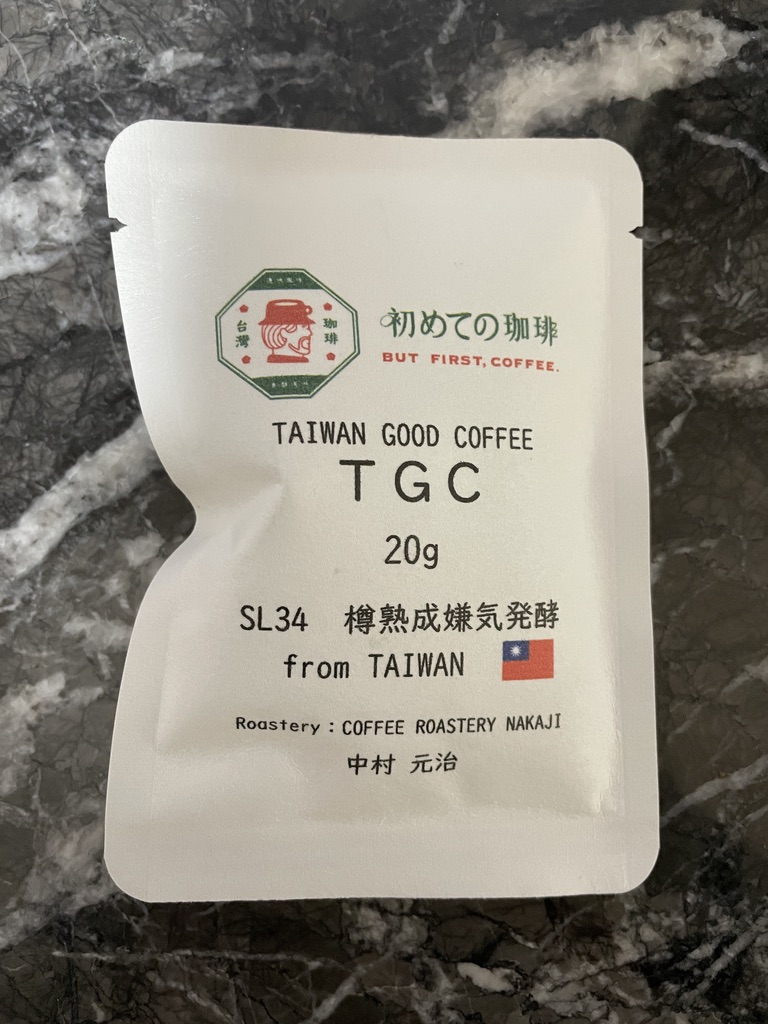 台灣
珈琲
初めての珈琲
BUT FIRST, COFFEE.
TAIWAN GOOD COFFEE
TGC
20g
SL34 樽熟成嫌気発酵
from TAIWAN
Roastery：COFFEE ROASTERY NAKAJI
中村 元治